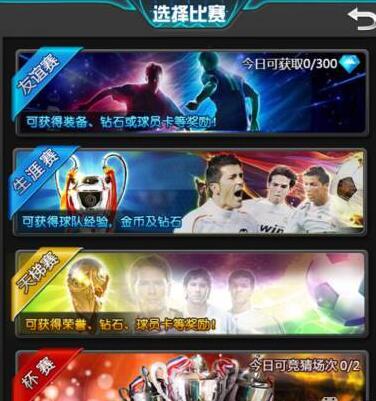 选择比赛
友谊赛
今日可获取0/300
可获得装备、钻石或球员卡等奖励!
生涯赛
win
可获得球队经验，金币及钻石
天梯赛
可获得荣誉、钻石、球员卡等奖励!
杯赛
今日可竞猜场次 0/2